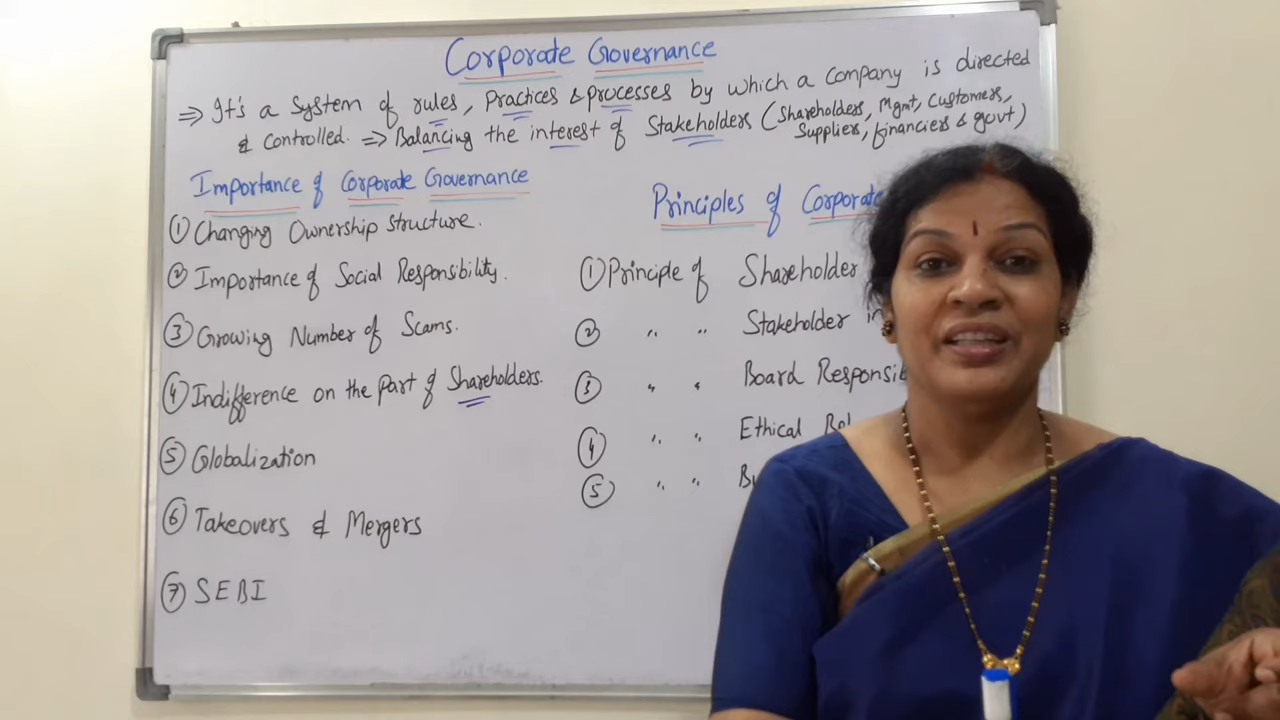 Corporate Governance
⇒ It's a System of rules, Practices & processes by which a Company is directed
& Controlled. ⇒ Balancing the interest of Stakeholders (Shareholders, Mgmt, Customers,
Suppliers, financiers & govt)
Importance of Corporate Governance
① Changing Ownership Structure.
② Importance of Social Responsibility.
③ Growing Number of Scams.
④ Indifference on the part of Shareholders.
⑤ Globalization
⑥ Takeovers & Mergers
⑦ SEBI
Principles of Corporate
① Principle of Shareholder
② " " Stakeholder in
③ " " Board Responsib
④ " " Ethical
⑤ " "